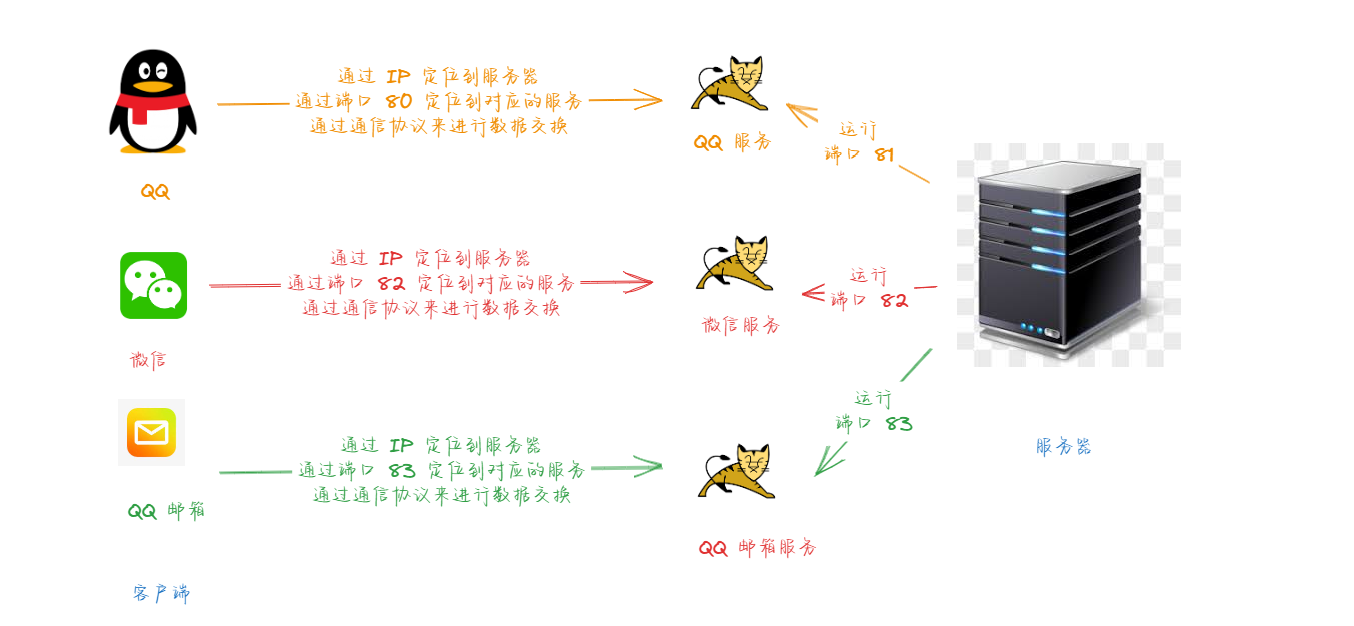 通过 IP 定位到服务器
通过端口 80 定位到对应的服务
通过通信协议来进行数据交换
QQ 服务
运行
端口 81
QQ
通过 IP 定位到服务器
通过端口 82 定位到对应的服务
通过通信协议来进行数据交换
微信服务
运行
端口 82
微信
通过 IP 定位到服务器
通过端口 83 定位到对应的服务
通过通信协议来进行数据交换
运行
端口 83
服务器
QQ 邮箱
QQ 邮箱服务
客户端